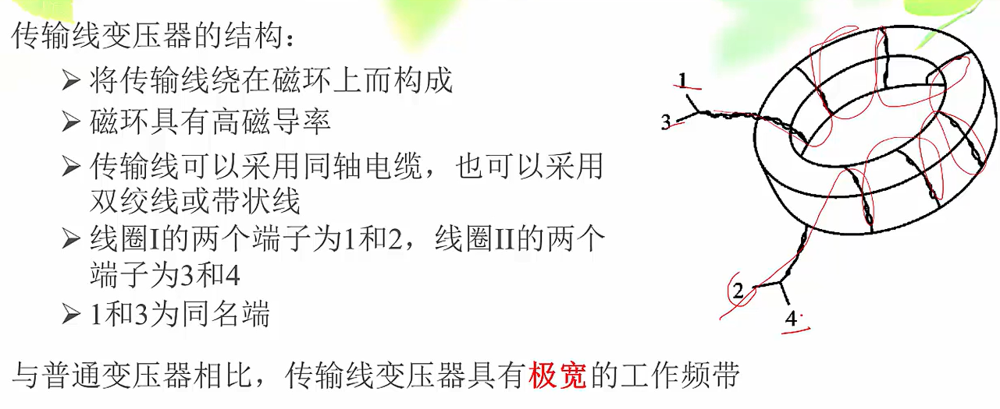 传输线变压器的结构：
➢ 将传输线绕在磁环上而构成
➢ 磁环具有高磁导率
➢ 传输线可以采用同轴电缆，也可以采用
双绞线或带状线
➢ 线圈I的两个端子为1和2，线圈II的两个
端子为3和4
➢ 1和3为同名端
与普通变压器相比，传输线变压器具有极宽的工作频带
1
3
2
4